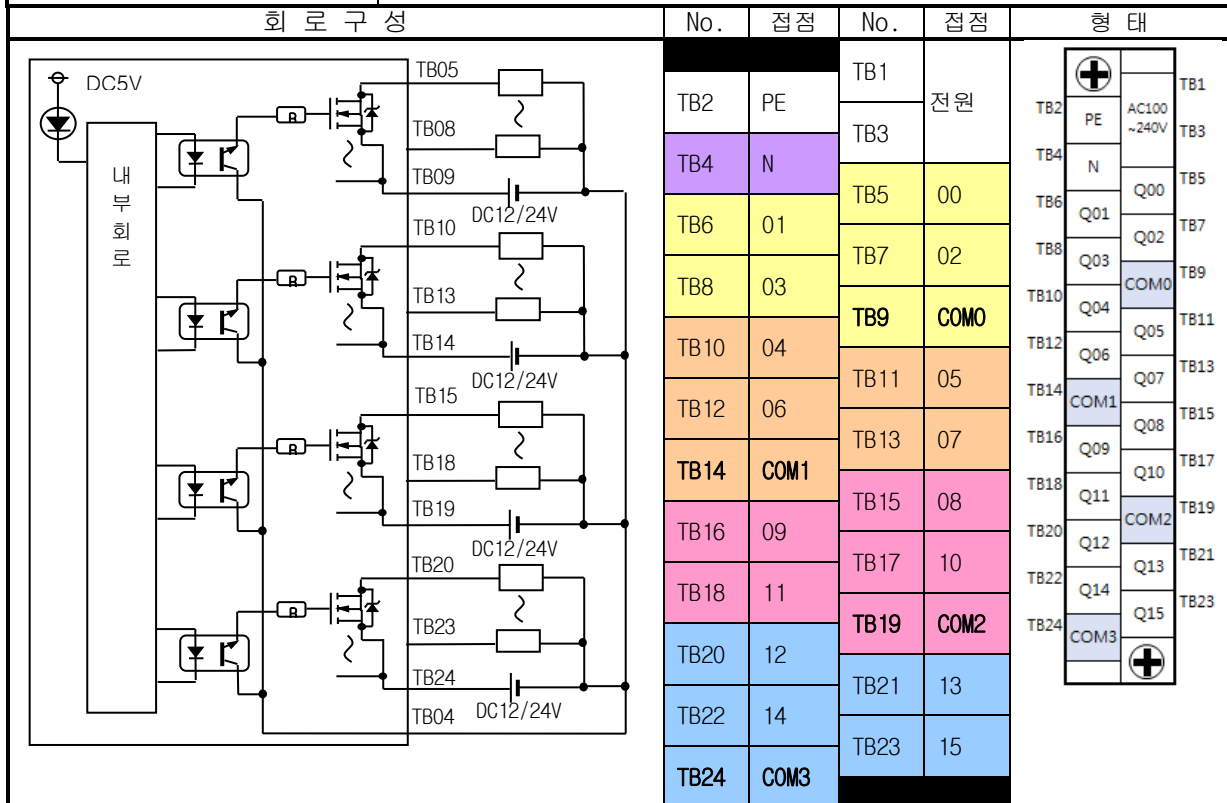 회 로 구 성 No. 접점 No. 접점 형 태
DC5V
내
부
회
로
R
R
R
R
TB05
TB08
TB09
DC12/24V
TB10
TB13
TB14
DC12/24V
TB15
TB18
TB19
DC12/24V
TB20
TB23
TB24
DC12/24V
TB04
TB2 PE
TB4 N
TB6 01
TB8 03
TB10 04
TB12 06
TB14 COM1
TB16 09
TB18 11
TB20 12
TB22 14
TB24 COM3
TB1 전원
TB3
TB5 00
TB7 02
TB9 COM0
TB11 05
TB13 07
TB15 08
TB17 10
TB19 COM2
TB21 13
TB23 15
TB2 PE
TB4 N
TB6 Q01
TB8 Q03
TB10 Q04
TB12 Q06
TB14 COM1
TB16 Q09
TB18 Q11
TB20 Q12
TB22 Q14
TB24 COM3
AC100 TB1
~240V TB3
Q00 TB5
Q02 TB7
COM0 TB9
Q05 TB11
Q07 TB13
Q08 TB15
Q10 TB17
COM2 TB19
Q13 TB21
Q15 TB23